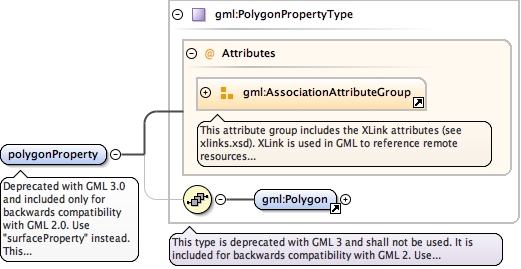 gml:PolygonPropertyType
@ Attributes
gml:AssociationAttributeGroup
This attribute group includes the XLink attributes (see
xlinks.xsd). XLink is used in GML to reference remote
resources...
polygonProperty
Deprecated with GML 3.0
and included only for
backwards compatibility
with GML 2.0. Use
"surfaceProperty" instead.
This...
gml:Polygon
This type is deprecated with GML 3 and shall not be used. It is
included for backwards compatibility with GML 2. Use...